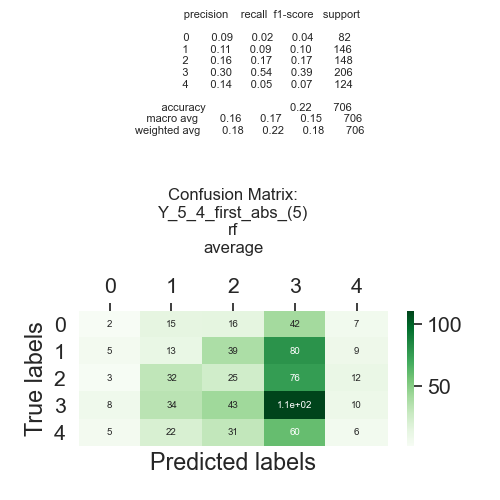 precision recall f1-score support
0 0.09 0.02 0.04 82
1 0.11 0.09 0.10 146
2 0.16 0.17 0.17 148
3 0.30 0.54 0.39 206
4 0.14 0.05 0.07 124
accuracy 0.22 706
macro avg 0.16 0.17 0.15 706
weighted avg 0.18 0.22 0.18 706
Confusion Matrix:
Y_5_4_first_abs_(5)
rf
average
0 1 2 3 4
0 2 15 16 42 7
1 5 13 39 80 9
2 3 32 25 76 12
3 8 34 43 1.1e+02 10
4 5 22 31 60 6
True labels
Predicted labels
100
50